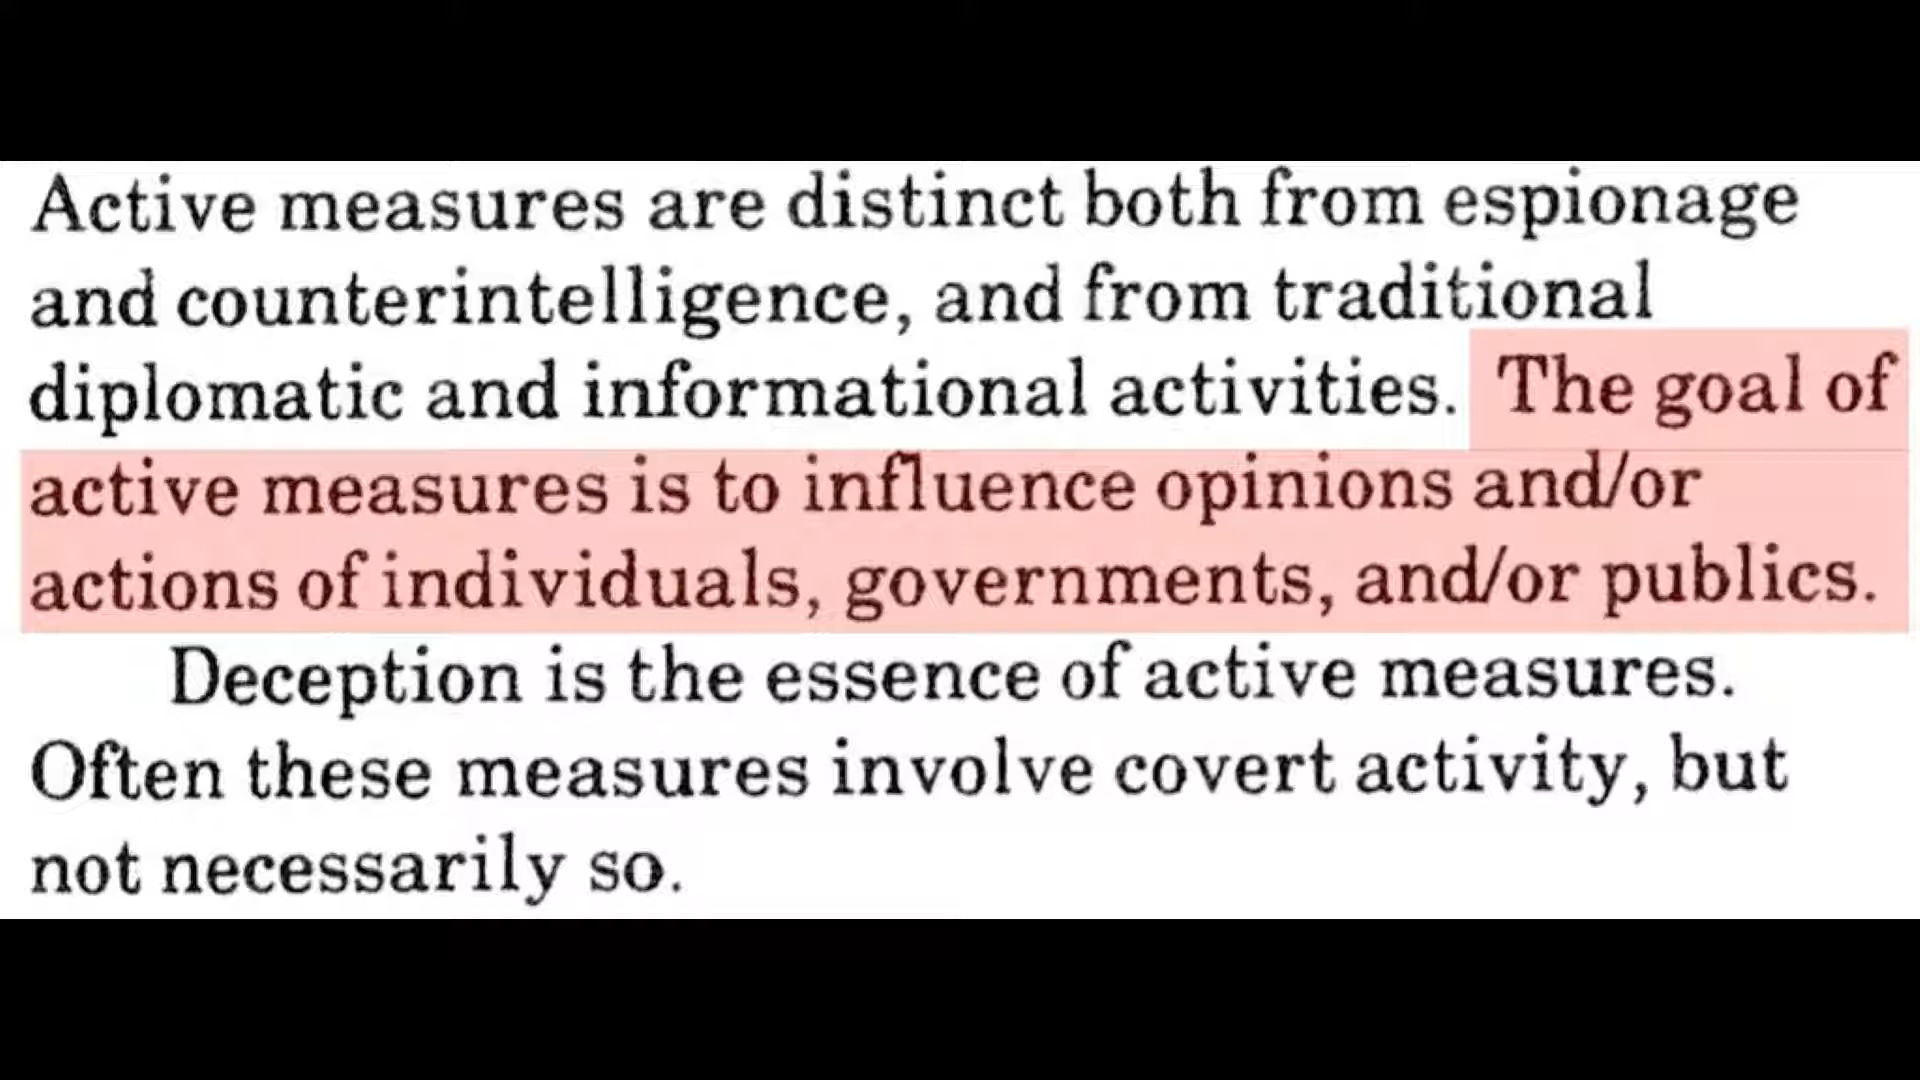 Active measures are distinct both from espionage
and counterintelligence, and from traditional
diplomatic and informational activities. The goal of
active measures is to influence opinions and/or
actions of individuals, governments, and/or publics.
Deception is the essence of active measures.
Often these measures involve covert activity, but
not necessarily so.